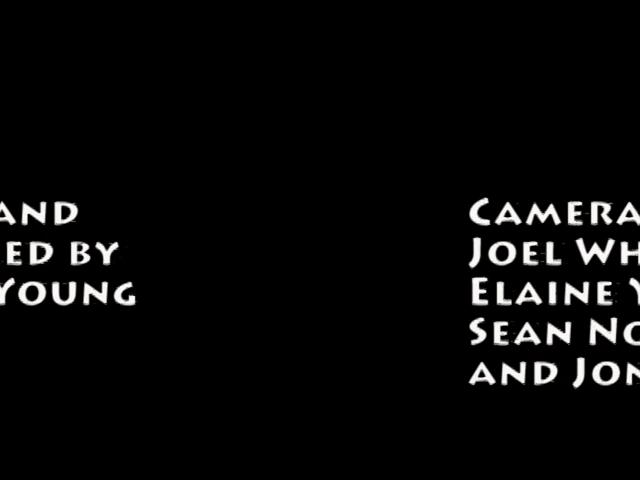 AND
ED BY
YOUNG
CAMERA
JOEL WH
ELAINE Y
SEAN NO
AND JON